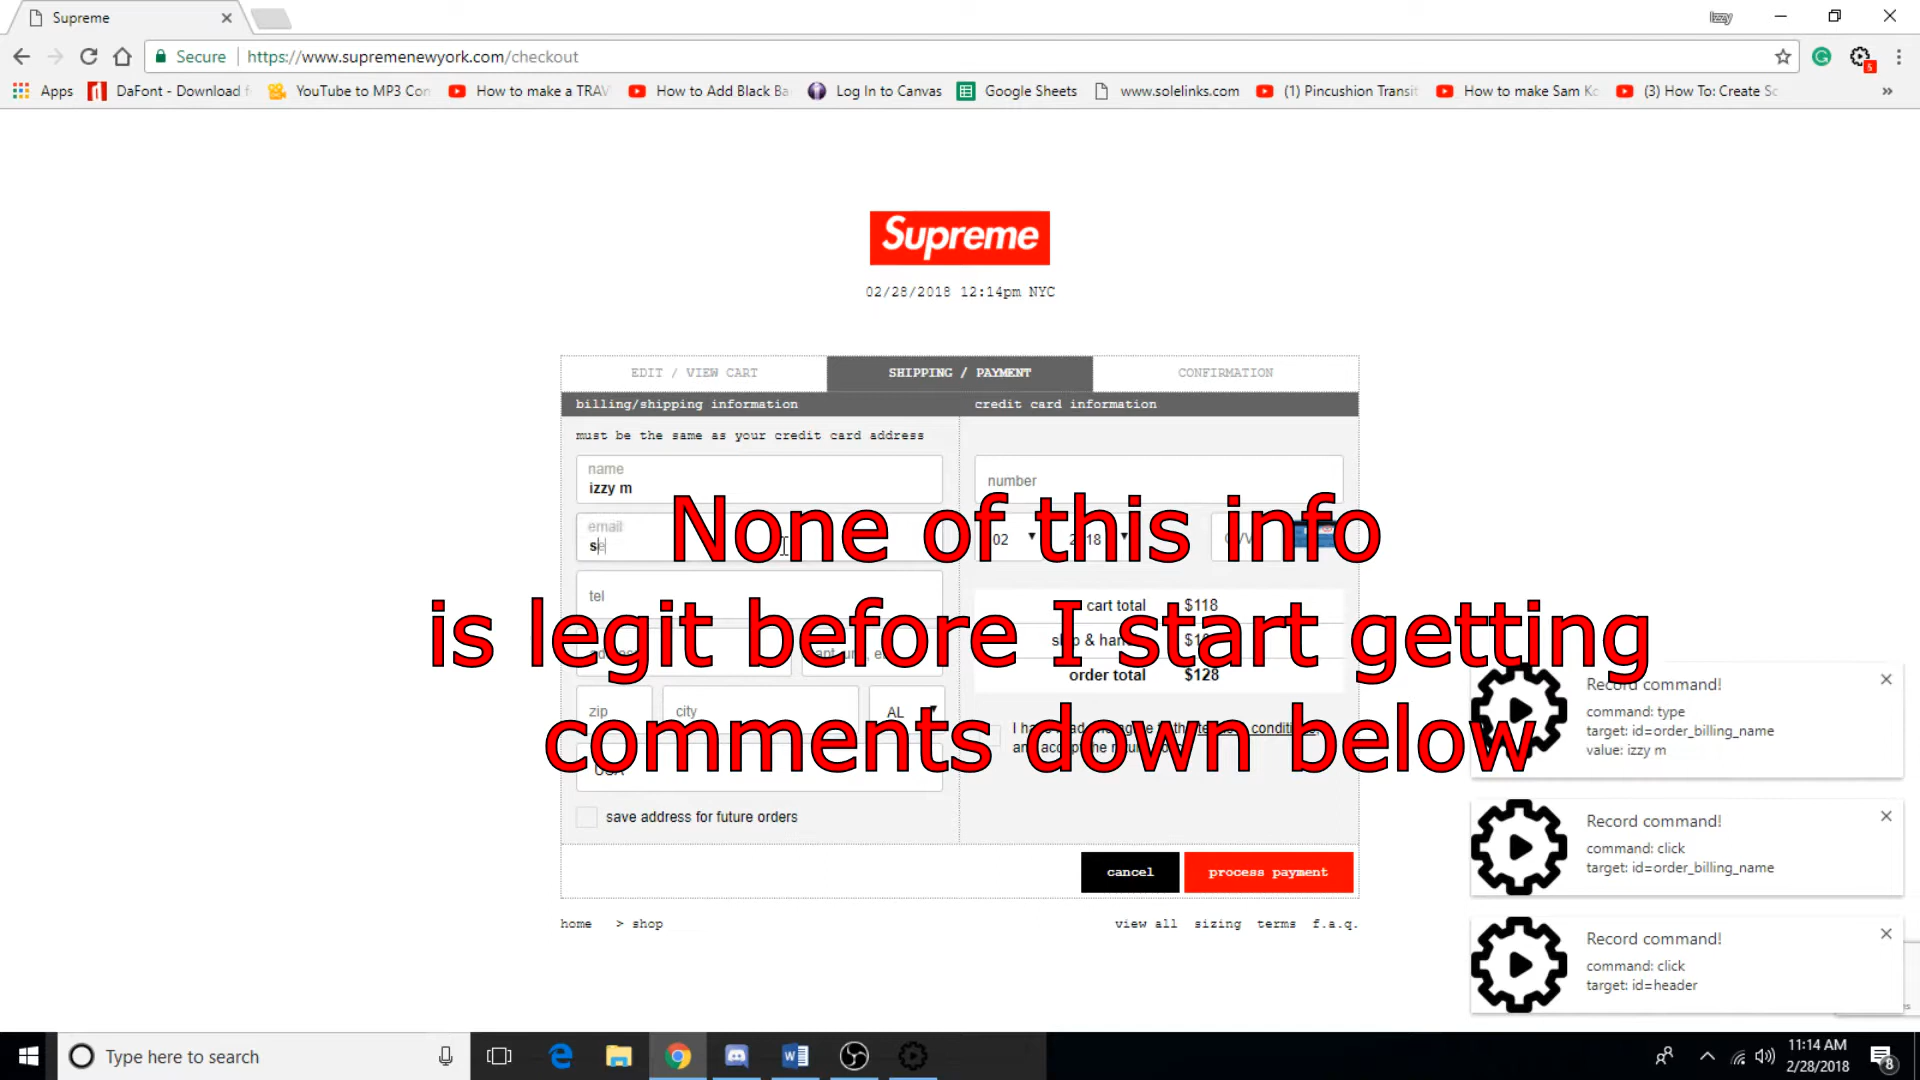 Supreme
Izzy
Secure https://www.supremenewyork.com/checkout
5
Apps DaFont - Download f YouTube to MP3 Con How to make a TRAV How to Add Black Ba Log In to Canvas Google Sheets www.solelinks.com (1) Pincushion Transit How to make Sam Ko (3) How To: Create Sc »
Supreme
02/28/2018 12:14pm NYC
EDIT / VIEW CART SHIPPING / PAYMENT CONFIRMATION
billing/shipping information credit card information
must be the same as your credit card address
name
izzy m
number
email
se
02
None of this info
tel
cart total $118
is legit before I start getting
order total $128
zip city AL
comments down below
USA
save address for future orders
cancel process payment
home > shop view all sizing terms f.a.q.
Record command!
command: type
target: id=order_billing_name
value: izzy m
Record command!
command: click
target: id=order_billing_name
Record command!
command: click
target: id=header
Type here to search
11:14 AM
2/28/2018
8